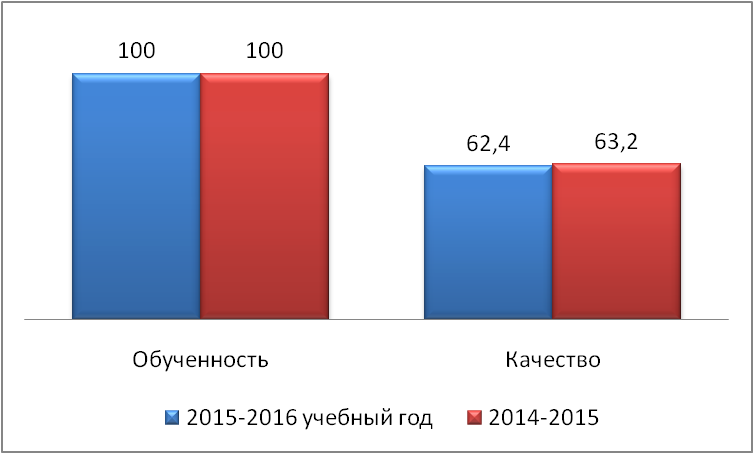 100 100
62,4 63,2
Обученность Качество
2015-2016 учебный год 2014-2015